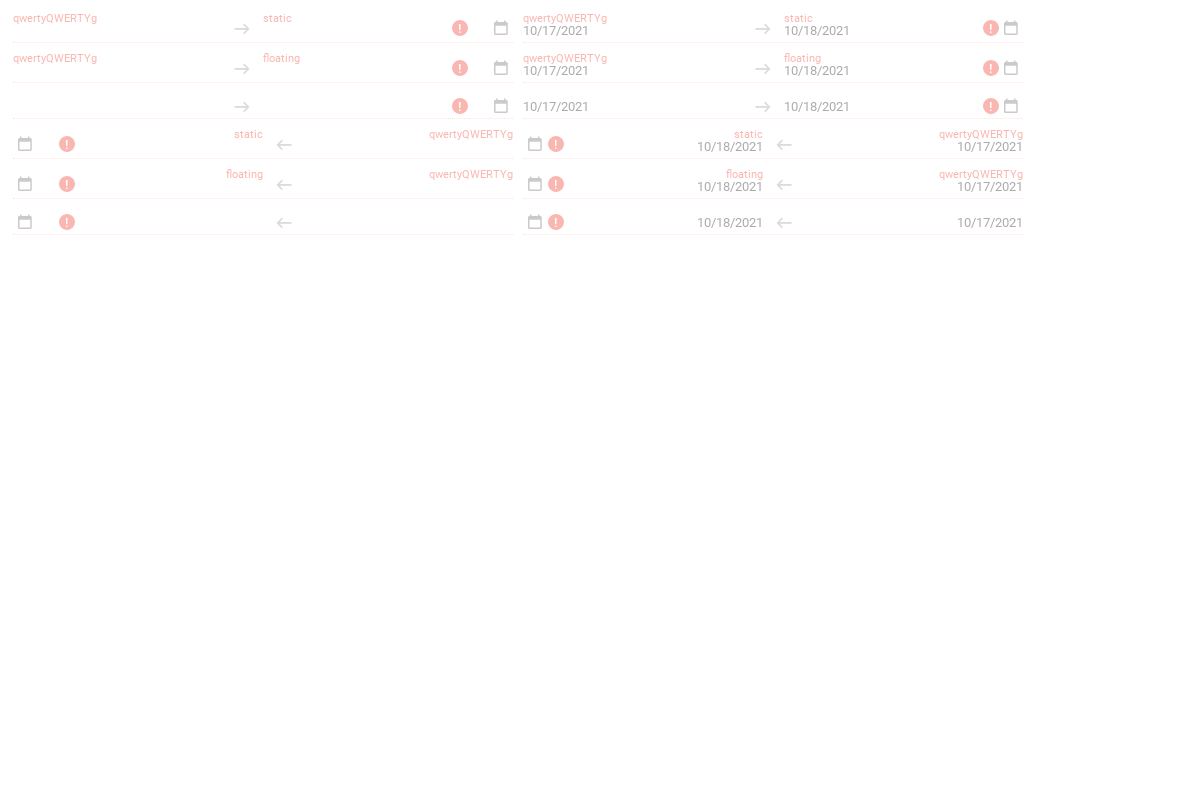 qwertyQWERTYg static qwertyQWERTYg static
10/17/2021 10/18/2021
qwertyQWERTYg floating qwertyQWERTYg floating
10/17/2021 10/18/2021
10/17/2021 10/18/2021
static qwertyQWERTYg static qwertyQWERTYg
10/18/2021 10/17/2021
floating qwertyQWERTYg floating qwertyQWERTYg
10/18/2021 10/17/2021
10/18/2021 10/17/2021